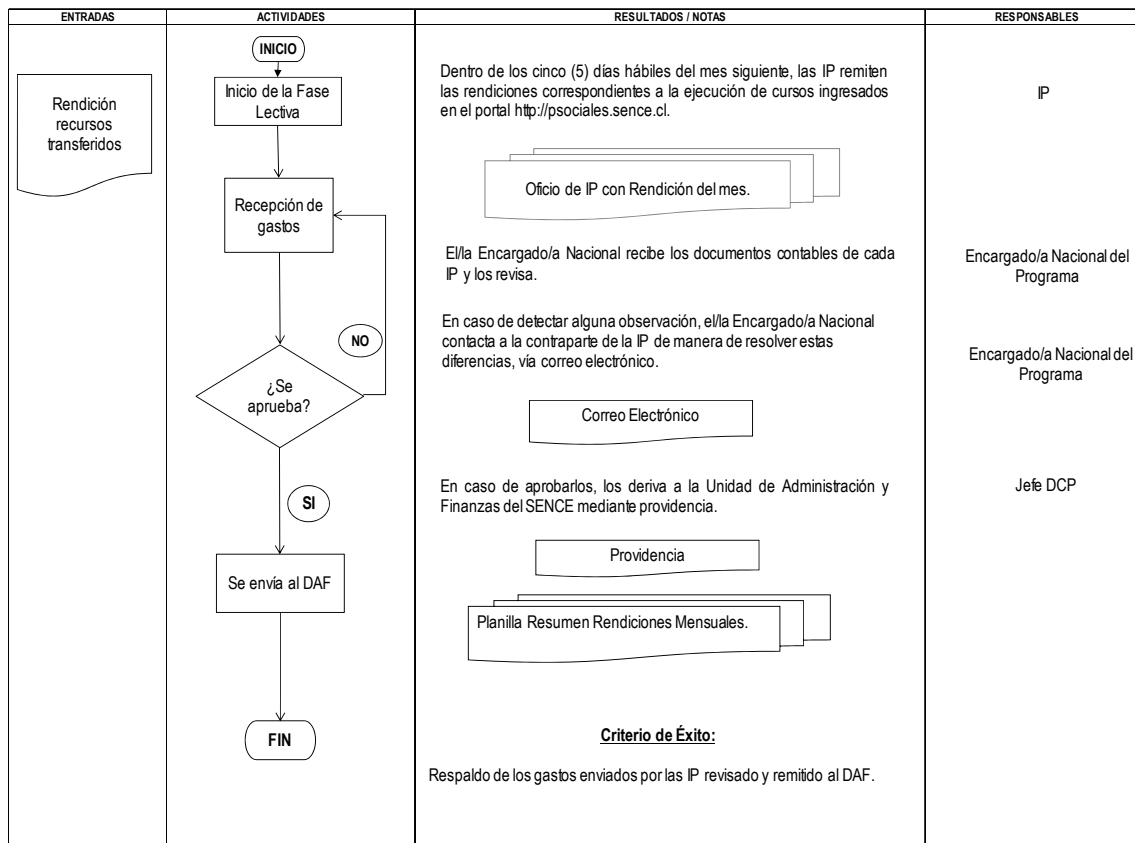 ENTRADAS
ACTIVIDADES
RESULTADOS / NOTAS
RESPONSABLES
Rendición
recursos
transferidos
INICIO
Inicio de la Fase
Lectiva
Dentro de los cinco (5) días hábiles del mes siguiente, las IP remiten
las rendiciones correspondientes a la ejecución de cursos ingresados
en el portal http://psociales.sence.cl.
IP
Oficio de IP con Rendición del mes.
Recepción de
gastos
El/la Encargado/a Nacional recibe los documentos contables de cada
IP y los revisa.
Encargado/a Nacional del
Programa
NO
En caso de detectar alguna observación, el/la Encargado/a Nacional
contacta a la contraparte de la IP de manera de resolver estas
diferencias, vía correo electrónico.
Encargado/a Nacional del
Programa
¿Se
aprueba?
Correo Electrónico
SI
En caso de aprobarlos, los deriva a la Unidad de Administración y
Finanzas del SENCE mediante providencia.
Jefe DCP
Providencia
Se envía al DAF
Planilla Resumen Rendiciones Mensuales.
FIN
Criterio de Éxito:
Respaldo de los gastos enviados por las IP revisado y remitido al DAF.